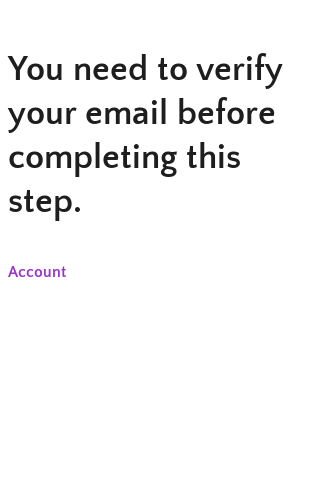 You need to verify
your email before
completing this
step.
Account